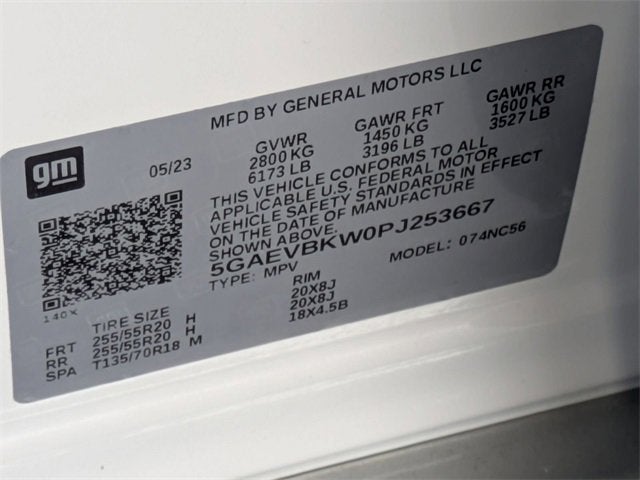 MFD BY GENERAL MOTORS LLC
gm
05/23
GVWR
2800 KG
6173 LB
GAWR FRT
1450 KG
3196 LB
GAWR RR
1600 KG
3527 LB
THIS VEHICLE CONFORMS TO ALL
APPLICABLE U.S. FEDERAL MOTOR
VEHICLE SAFETY STANDARDS IN EFFECT
ON THE DATE OF MANUFACTURE
SHOWN ABOVE.
5GAEVBKW0PJ253667
TYPE: MPV MODEL: 074NC56
140X
TIRE SIZE RIM
FRT 255/55R20 H 20X8J
RR 255/55R20 H 20X8J
SPA T135/70R18 M 18X4.5B